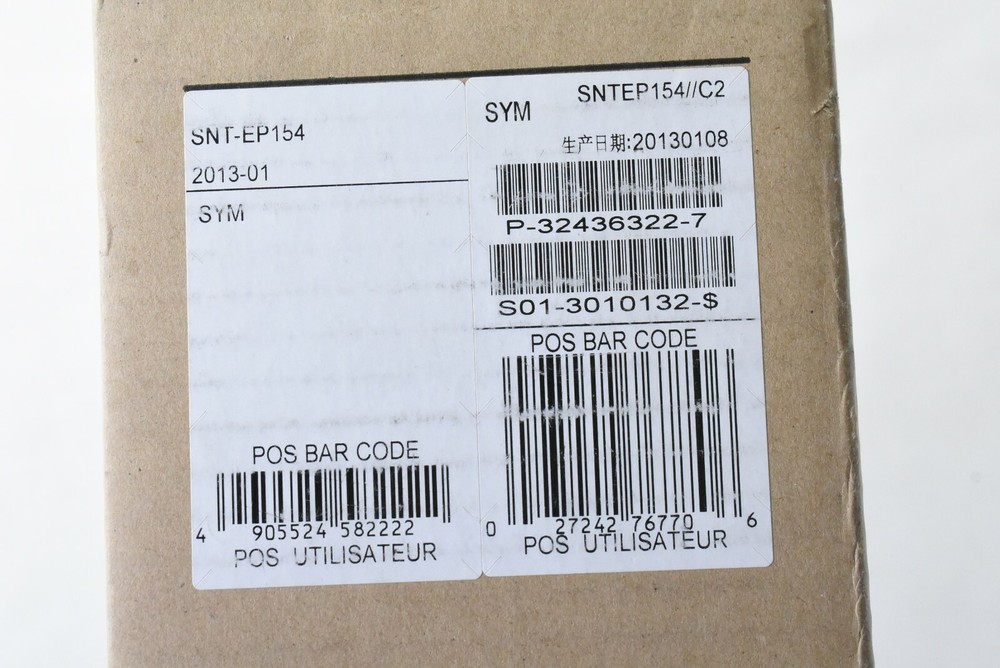 SNT-EP154
2013-01
SYM
POS BAR CODE
4 905524 582222
POS UTILISATEUR
SNTEP154//C2
SYM
生产日期:20130108
P-32436322-7
S01-3010132-$
POS BAR CODE
0 27242 76770 6
POS UTILISATEUR